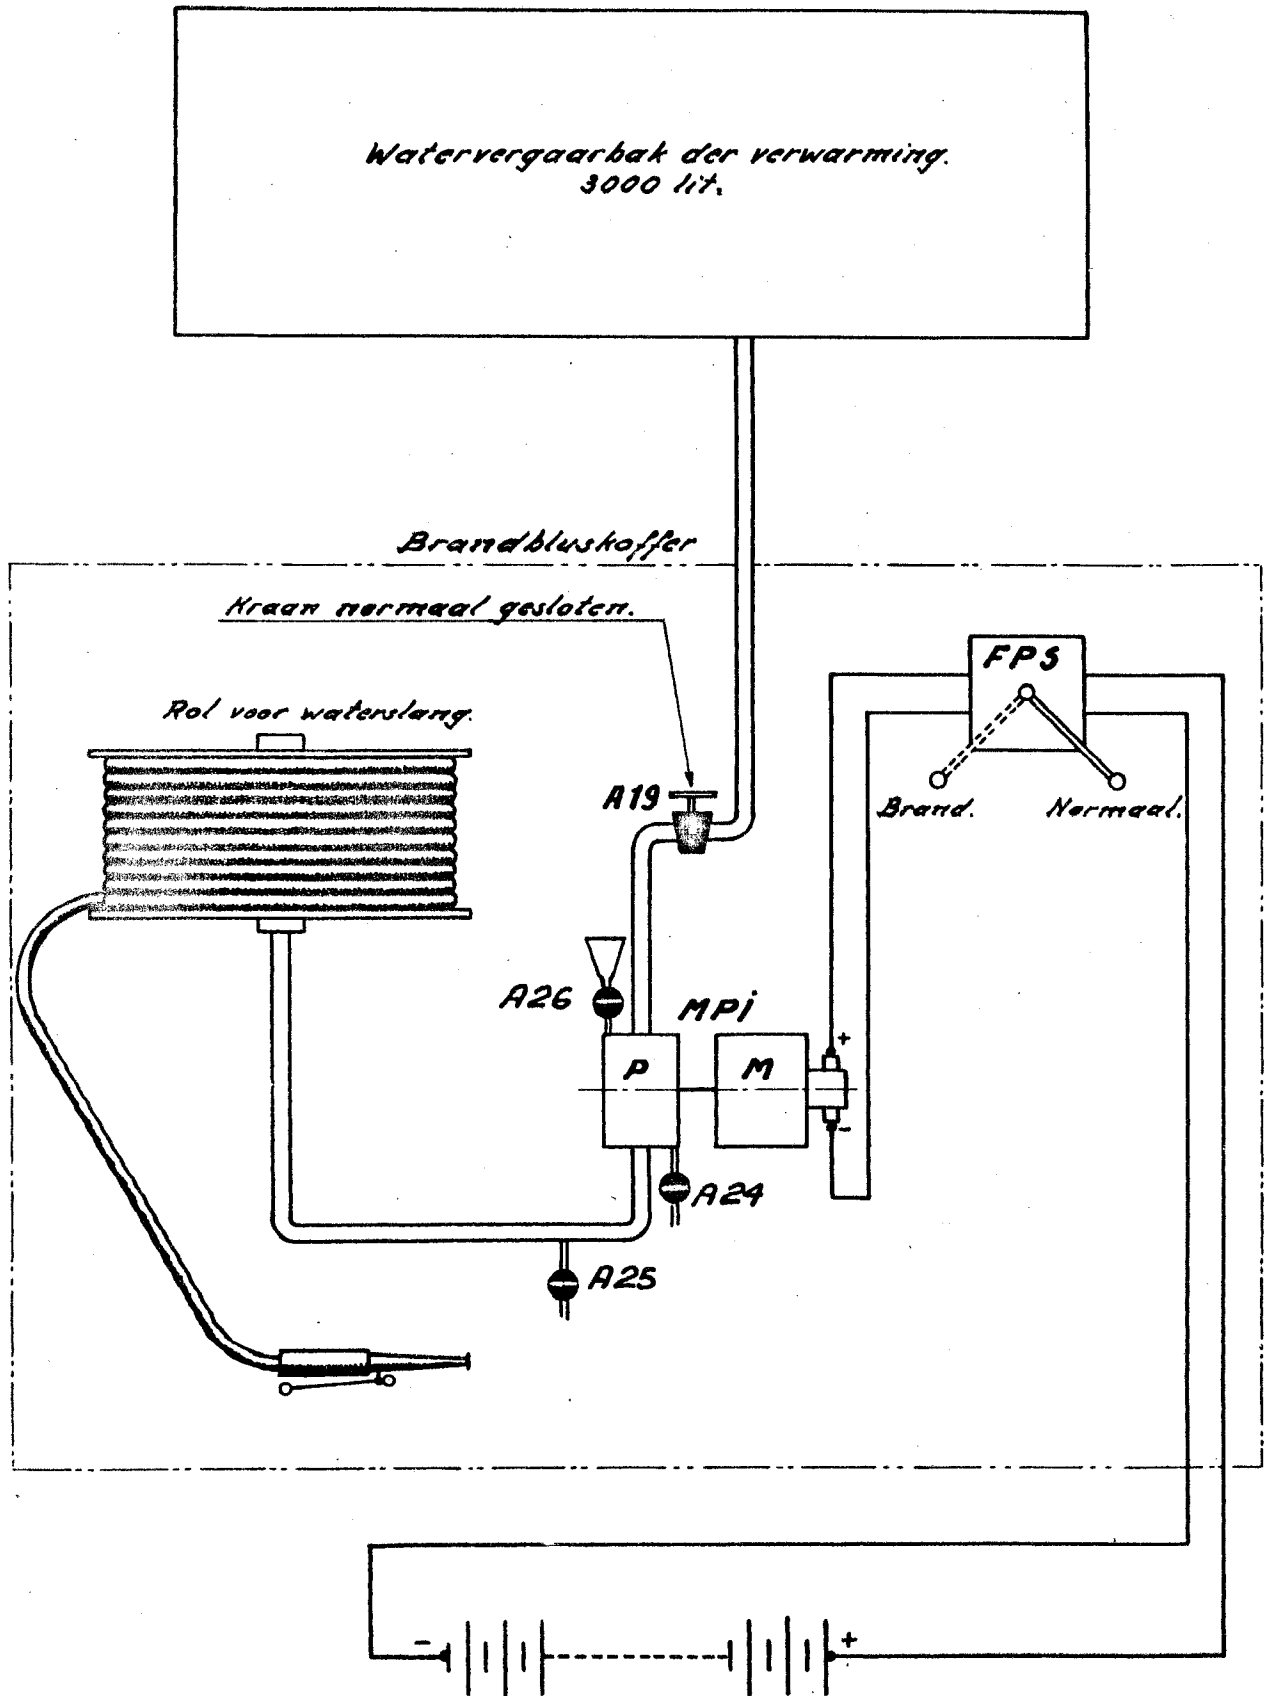 Watervergaarbak der verwarming.
3000 lit.
Brandbluskoffer
Kraan normaal gesloten.
FPS
Rol voor waterslang.
A19
Brand.
Normaal.
A26
MPi
+
P
M
-
A24
A25
-
+